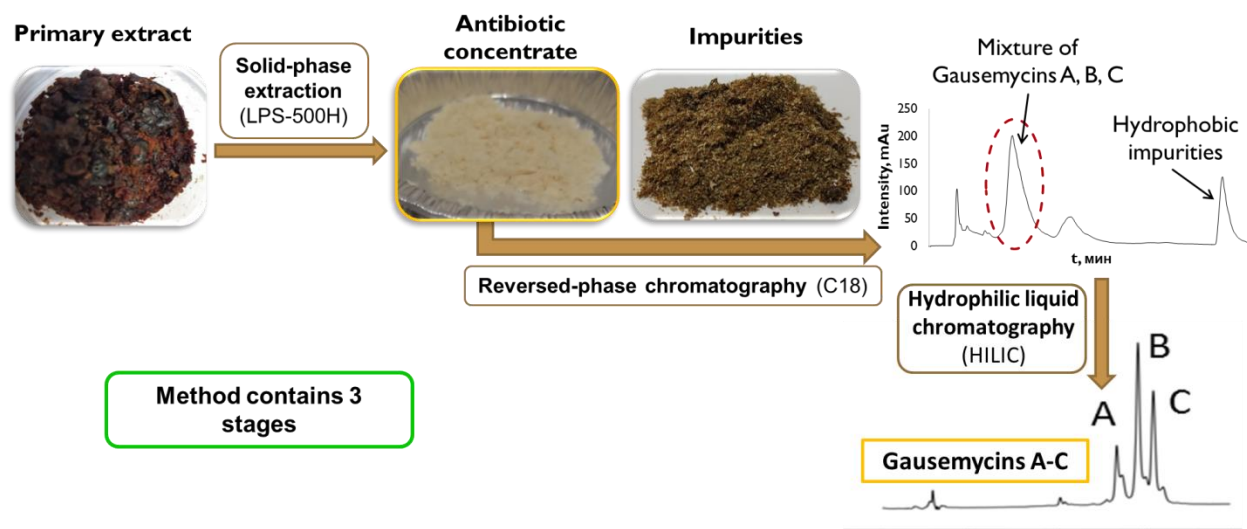 Primary extract
Solid-phase
extraction
(LPS-500H)
Antibiotic
concentrate
Impurities
Mixture of
Gausemycins A, B, C
Hydrophobic
impurities
Intensity, mAu
250
200
150
100
50
0
t, мин
Reversed-phase chromatography (C18)
Hydrophilic liquid
chromatography
(HILIC)
Method contains 3
stages
A
B
C
Gausemycins A-C